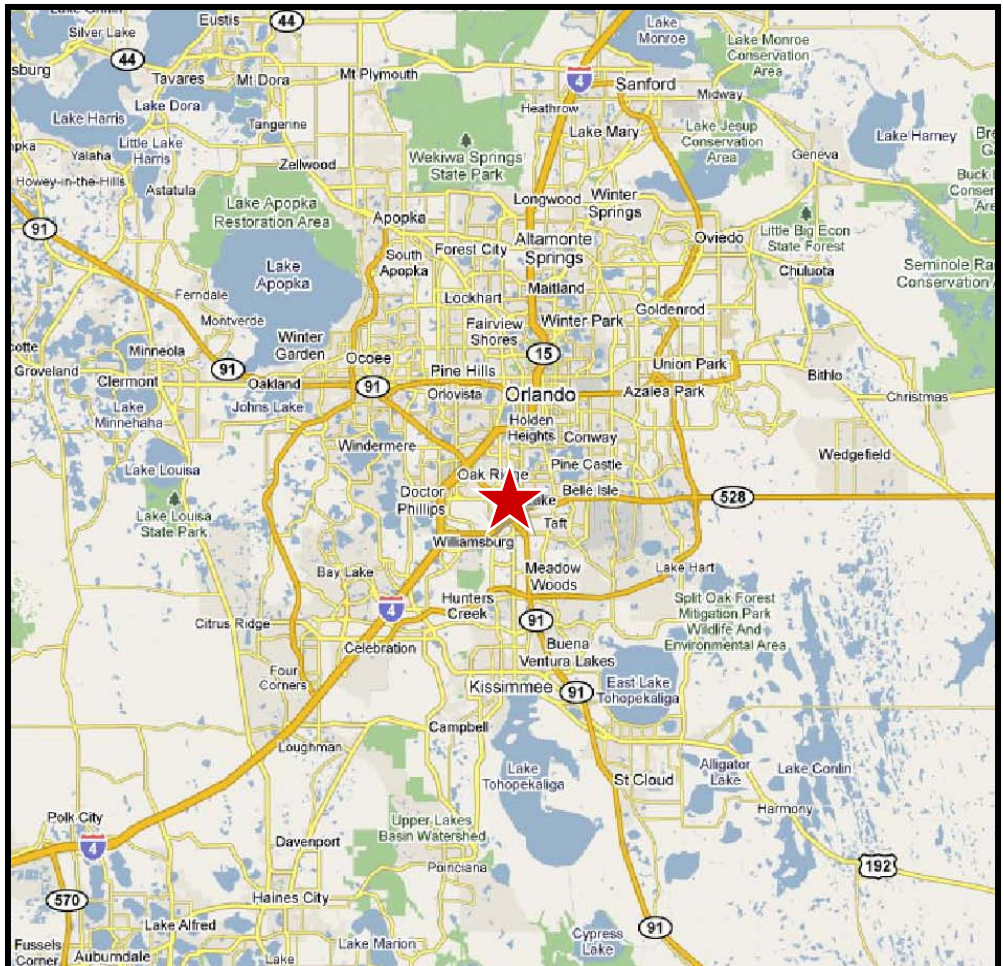 44
Eustis
Lake
Monroe
Silver Lake
44
Lake Monroe
Conservation
Area
sburg
Tavares
Mt Dora
Mt Plymouth
4
Sanford
Midway
Lake Dora
Heathrow
Lake Harris
Tangerine
Lake Mary
Lake Jesup
Conservation
Area
Lake Harney
Little Lake
Harris
Yalaha
Zellwood
Wekiwa Springs
State Park
Geneva
Howey-in-the-Hills
Astatula
Lake Apopka
Restoration Area
Longwood
Winter
Springs
91
Apopka
Forest City
Altamonte
Springs
Oviedo
Little Big Econ
State Forest
South
Apopka
Lake
Apopka
Chuluota
Seminole Ra
Conservation A
Ferndale
Lockhart
Maitland
Goldenrod
Montverde
Fairview
Shores
Winter Park
Winter
Garden
15
cotte
Minneola
Groveland
91
Ocoee
Union Park
Clermont
Oakland
91
Pine Hills
Bithlo
Orlovista
Orlando
Azalea Park
Christmas
Lake
Minnehaha
Johns Lake
Holden
Heights
Conway
Windermere
Wedgefield
Lake Louisa
Oak Ridge
Pine Castle
Doctor
Phillips
Belle Isle
528
Lake Louisa
State Park
Taft
Williamsburg
Bay Lake
Meadow
Woods
Lake Hart
4
Hunters
Creek
Split Oak Forest
Mitigation Park
Wildlife And
Environmental Area
Citrus Ridge
91
Celebration
Buena
Ventura Lakes
Four
Corners
Kissimmee
91
East Lake
Tohopekaliga
Campbell
Loughman
Lake
Tohopekaliga
St Cloud
Alligator
Lake
Lake Conlin
Harmony
Polk City
4
Davenport
Upper Lakes
Basin Watershed
Poinciana
192
570
Haines City
Lake Alfred
91
Fussels
Corner
Auburndale
Lake
Lake Marion
Cypress
Lake